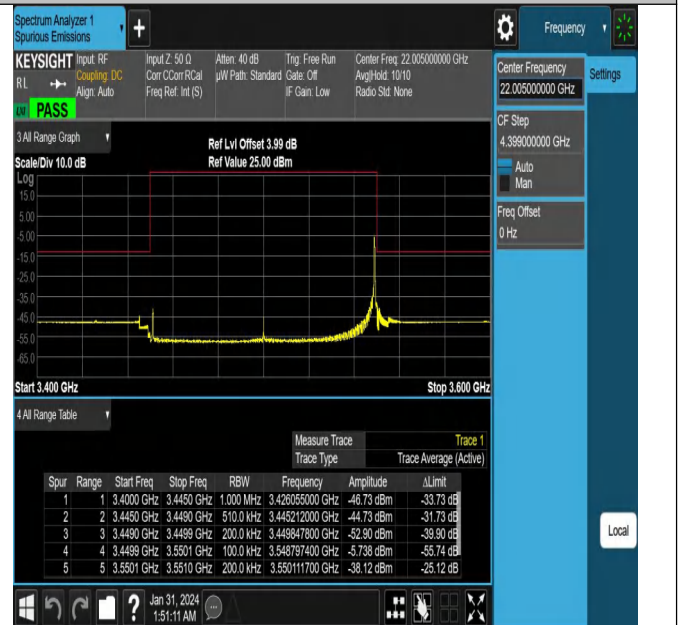 Spectrum Analyzer 1
Spurious Emissions
+
Frequency
KEYSIGHT Input: RF Input Z: 50 Ω Atten: 40 dB Trig: Free Run Center Freq: 22.005000000 GHz
RL Coupling: DC Corr CCorr RCal µW Path: Standard Gate: Off Avg|Hold: 10/10
Align: Auto Freq Ref: Int (S) IF Gain: Low Radio Std: None
PASS
Center Frequency
22.005000000 GHz
Settings
CF Step
4.399000000 GHz
Auto
Man
Freq Offset
0 Hz
3 All Range Graph
Ref Lvl Offset 3.99 dB
Scale/Div 10.0 dB Ref Value 25.00 dBm
Log
15.0
5.00
-5.00
-15.0
-25.0
-35.0
-45.0
-55.0
-65.0
Start 3.400 GHz Stop 3.600 GHz
4 All Range Table
Measure Trace Trace 1
Trace Type Trace Average (Active)
Spur Range Start Freq Stop Freq RBW Frequency Amplitude ΔLimit
1 1 3.4000 GHz 3.4450 GHz 1.000 MHz 3.426055000 GHz -46.73 dBm -33.73 dB
2 2 3.4450 GHz 3.4490 GHz 510.0 kHz 3.445212000 GHz -44.73 dBm -31.73 dB
3 3 3.4490 GHz 3.4499 GHz 200.0 kHz 3.449847800 GHz -52.90 dBm -39.90 dB
4 4 3.4499 GHz 3.5501 GHz 100.0 kHz 3.548797400 GHz -5.738 dBm -55.74 dB
5 5 3.5501 GHz 3.5510 GHz 200.0 kHz 3.550111700 GHz -38.12 dBm -25.12 dB
Local
?
Jan 31, 2024
1:51:11 AM